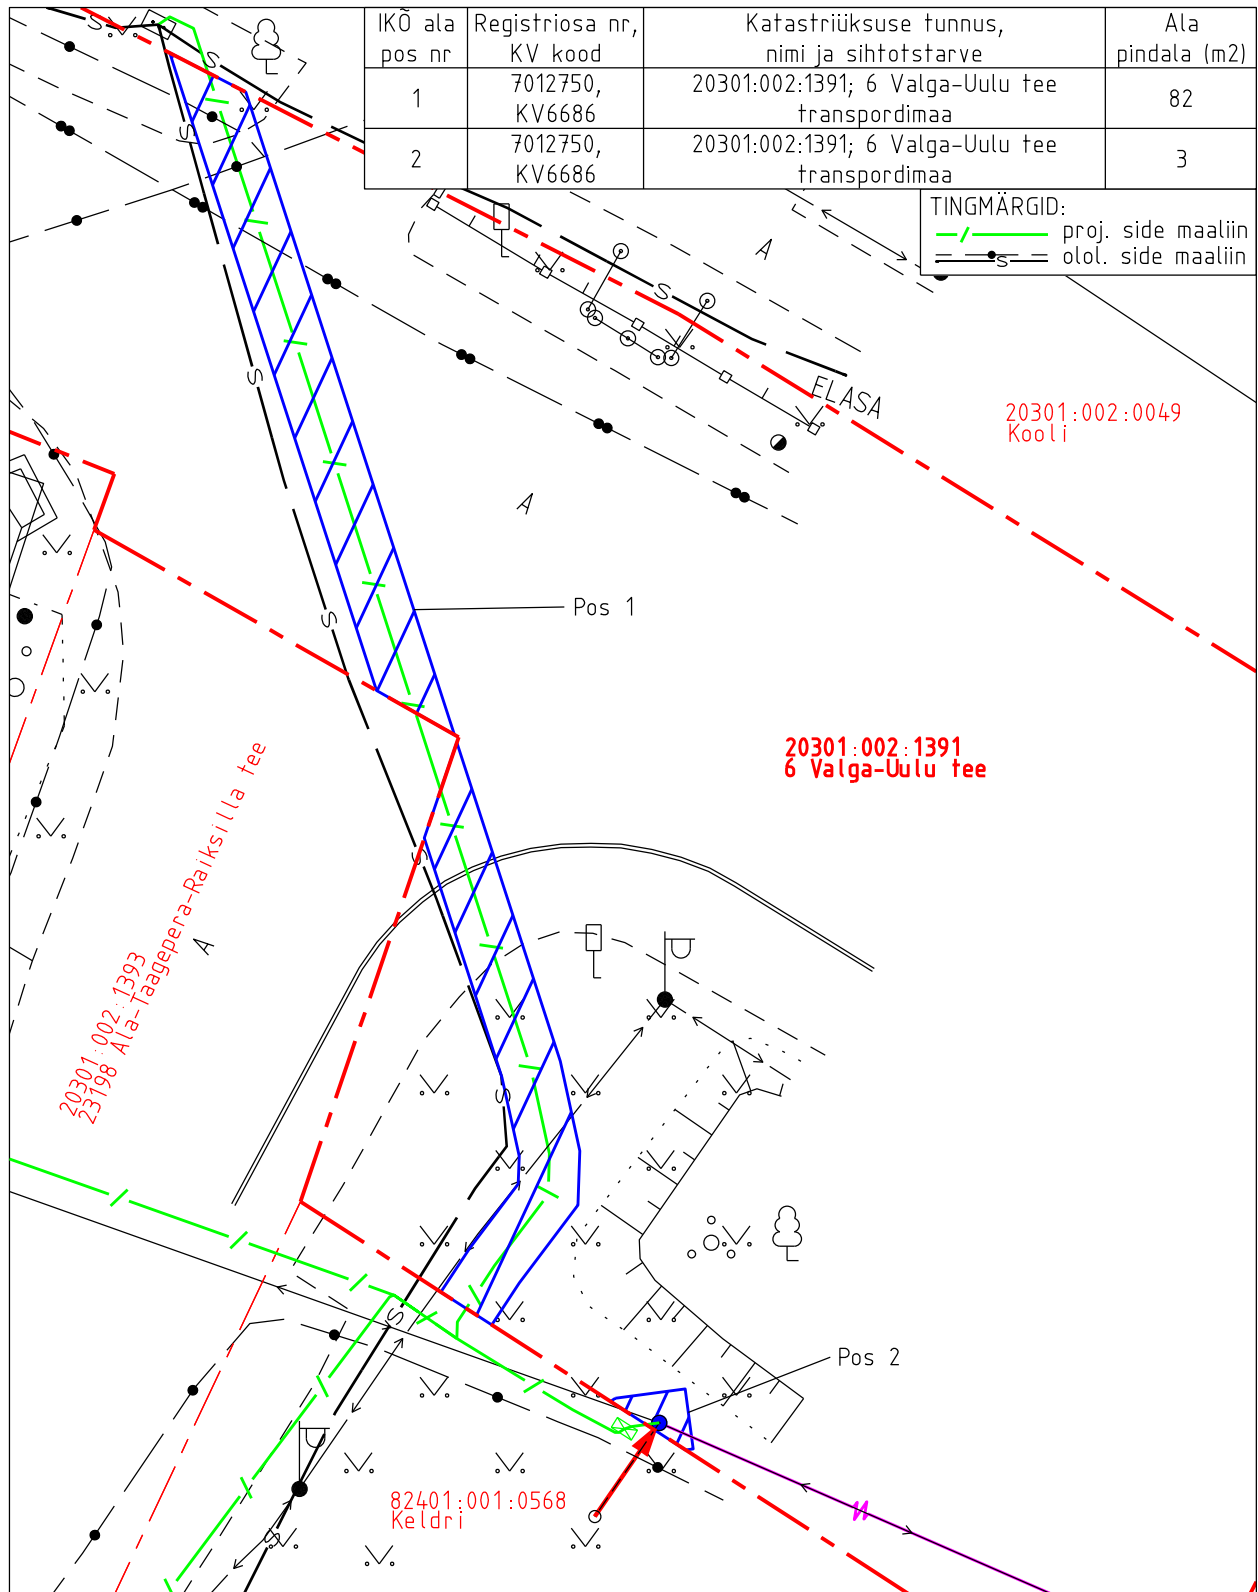 IKÕ ala
pos nr
Registriosa nr,
KV kood
Katastriüksuse tunnus,
nimi ja sihtotstarve
Ala
pindala (m2)
1
7012750,
KV6686
20301:002:1391; 6 Valga-Uulu tee
transpordimaa
82
2
7012750,
KV6686
20301:002:1391; 6 Valga-Uulu tee
transpordimaa
3
TINGMÄRGID:
proj. side maaliin
olol. side maaliin
S
S
S
S
A
S
ELASA
20301:002:0049
Kooli
S
A
Pos 1
S
20301:002:1391
6 Valga-Uulu tee
S
20301:002:1393
23198 Ala-Taagepera-Raiksilla tee
A
S
S
Pos 2
82401:001:0568
Keldri